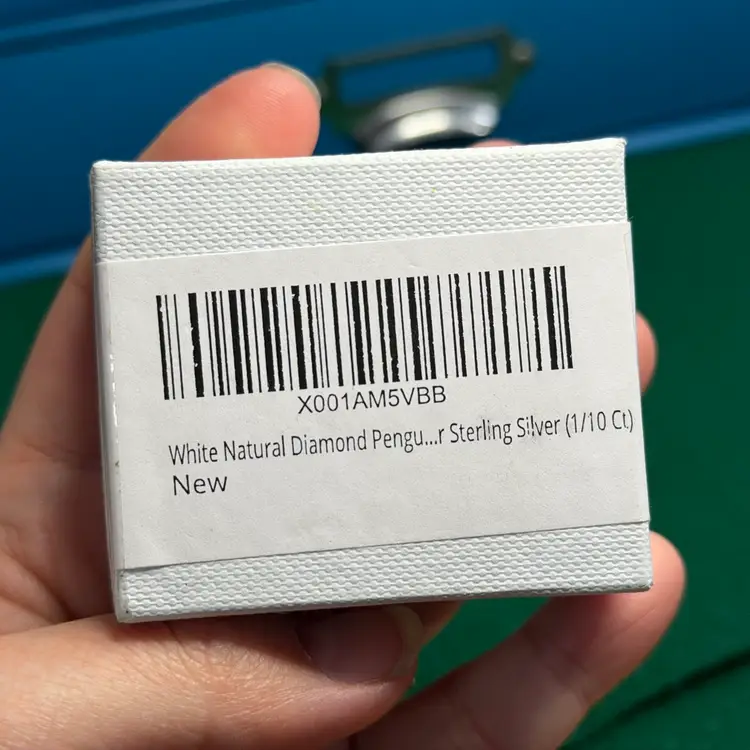 X001AM5VBB
White Natural Diamond Pengu...r Sterling Silver (1/10 Ct)
New